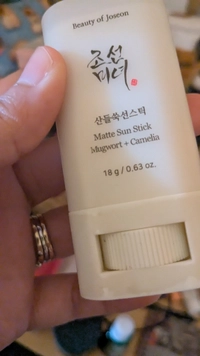 Beauty of Joseon
조선
미녀
산들쑥선스틱
Matte Sun Stick
Mugwort + Camelia
18 g / 0.63 oz.